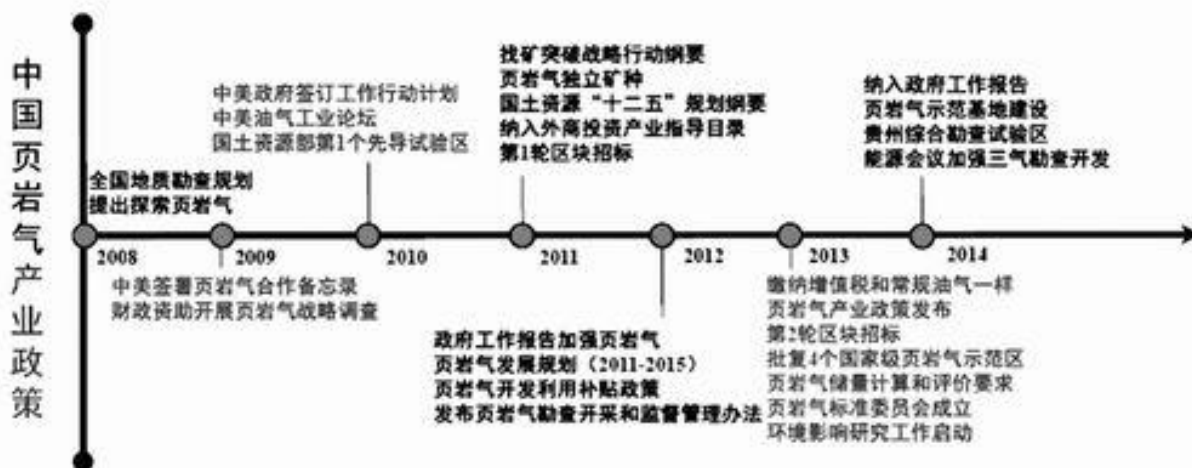 中国页岩气产业政策
全国地质勘查规划
提出探索页岩气
2008
2009
中美签署页岩气合作备忘录
财政资助开展页岩气战略调查
中美政府签订工作行动计划
中美油气工业论坛
国土资源部第1个先导试验区
2010
找矿突破战略行动纲要
页岩气独立矿种
国土资源“十二五”规划纲要
纳入外商投资产业指导目录
第1轮区块招标
2011
2012
政府工作报告加强页岩气
页岩气发展规划（2011-2015）
页岩气开发利用补贴政策
发布页岩气勘查开采和监督管理办法
2013
缴纳增值税和常规油气一样
页岩气产业政策发布
第2轮区块招标
批复4个国家级页岩气示范区
页岩气储量计算和评价要求
页岩气标准委员会成立
环境影响研究工作启动
纳入政府工作报告
页岩气示范基地建设
贵州综合勘查试验区
能源会议加强三气勘查开发
2014